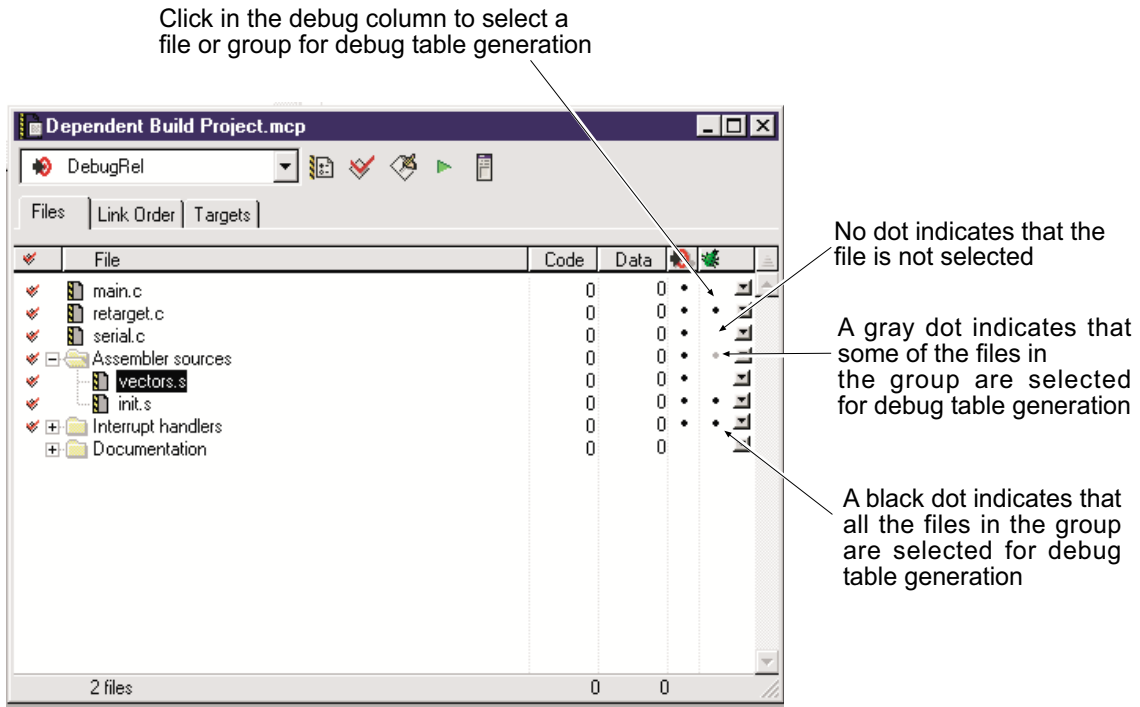 Click in the debug column to select a
file or group for debug table generation
Dependent Build Project.mcp
DebugRel
Files Link Order Targets
File Code Data
main.c 0 0
retarget.c 0 0
serial.c 0 0
Assembler sources 0 0
vectors.s 0 0
init.s 0 0
Interrupt handlers 0 0
Documentation 0 0
2 files 0 0
No dot indicates that the
file is not selected
A gray dot indicates that
some of the files in
the group are selected
for debug table generation
A black dot indicates that
all the files in the group
are selected for debug
table generation